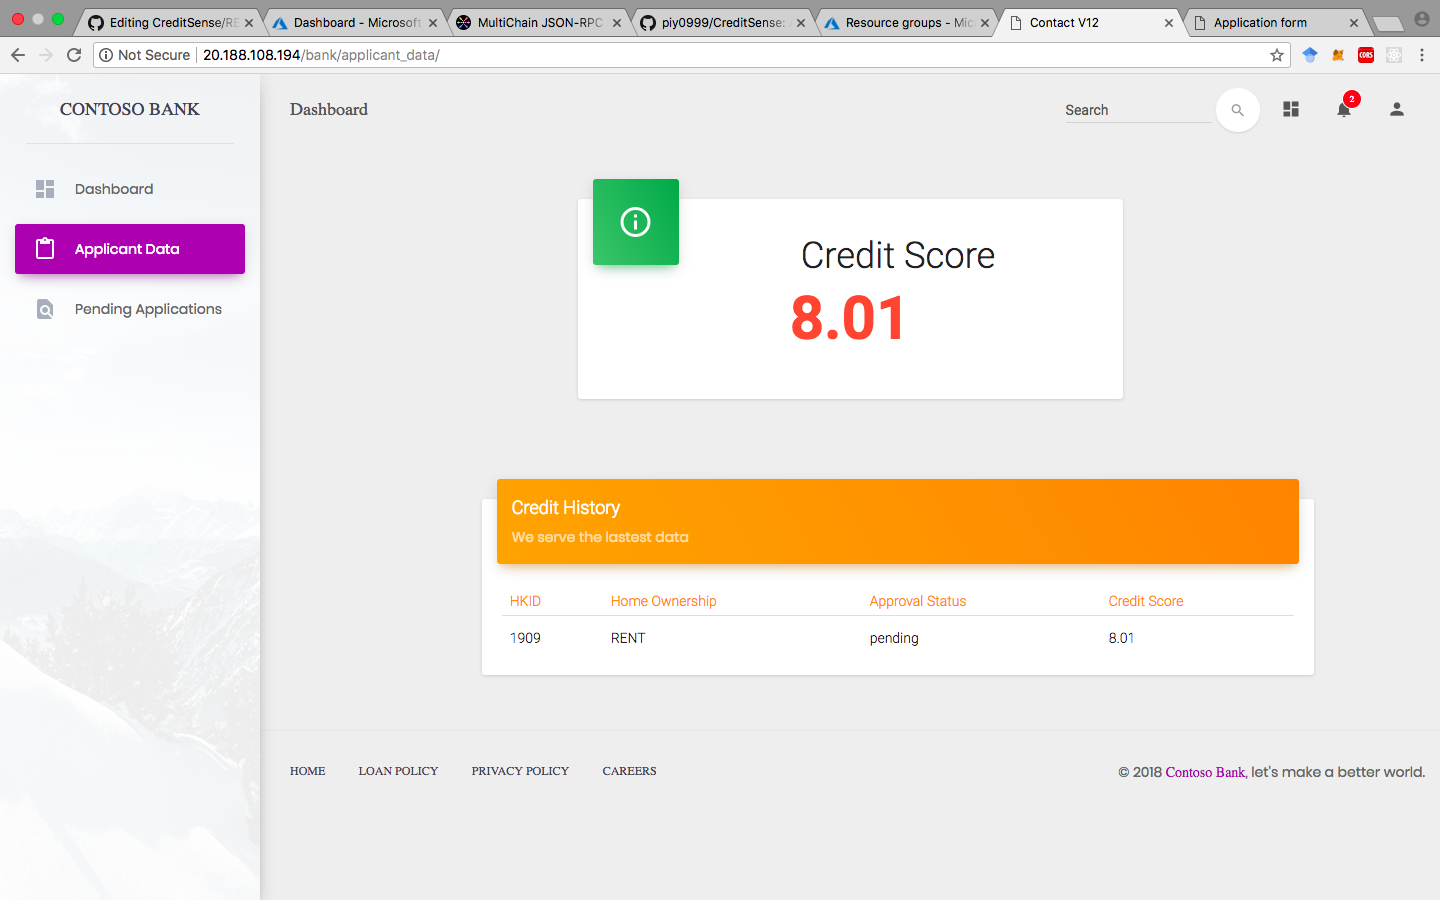 Editing CreditSense/RE
Dashboard - Microsoft
MultiChain JSON-RPC
piy0999/CreditSense: A
Resource groups - Micr
Contact V12
Application form
Not Secure
20.188.108.194/bank/applicant_data/
CORS
CONTOSO BANK
Dashboard
Applicant Data
Pending Applications
Dashboard
Search
2
Credit Score
8.01
Credit History
We serve the lastest data
HKID Home Ownership Approval Status Credit Score
1909 RENT pending 8.01
HOME LOAN POLICY PRIVACY POLICY CAREERS
© 2018 Contoso Bank, let's make a better world.